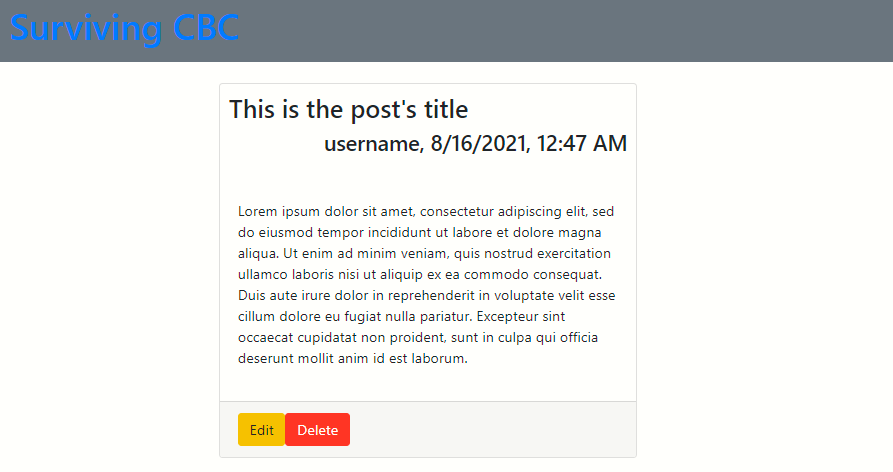 Surviving CBC
This is the post's title
username, 8/16/2021, 12:47 AM
Lorem ipsum dolor sit amet, consectetur adipiscing elit, sed
do eiusmod tempor incididunt ut labore et dolore magna
aliqua. Ut enim ad minim veniam, quis nostrud exercitation
ullamco laboris nisi ut aliquip ex ea commodo consequat.
Duis aute irure dolor in reprehenderit in voluptate velit esse
cillum dolore eu fugiat nulla pariatur. Excepteur sint
occaecat cupidatat non proident, sunt in culpa qui officia
deserunt mollit anim id est laborum.
Edit Delete